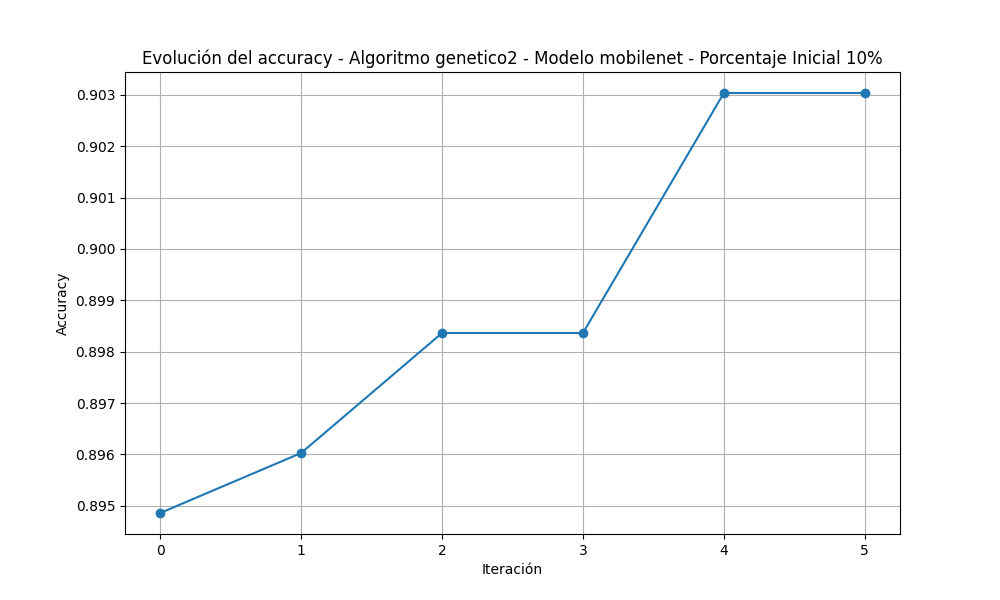 Evolución del accuracy - Algoritmo genetico2 - Modelo mobilenet - Porcentaje Inicial 10%
0.903
0.902
0.901
0.900
0.899
0.898
0.897
0.896
0.895
Accuracy
0 1 2 3 4 5
Iteración